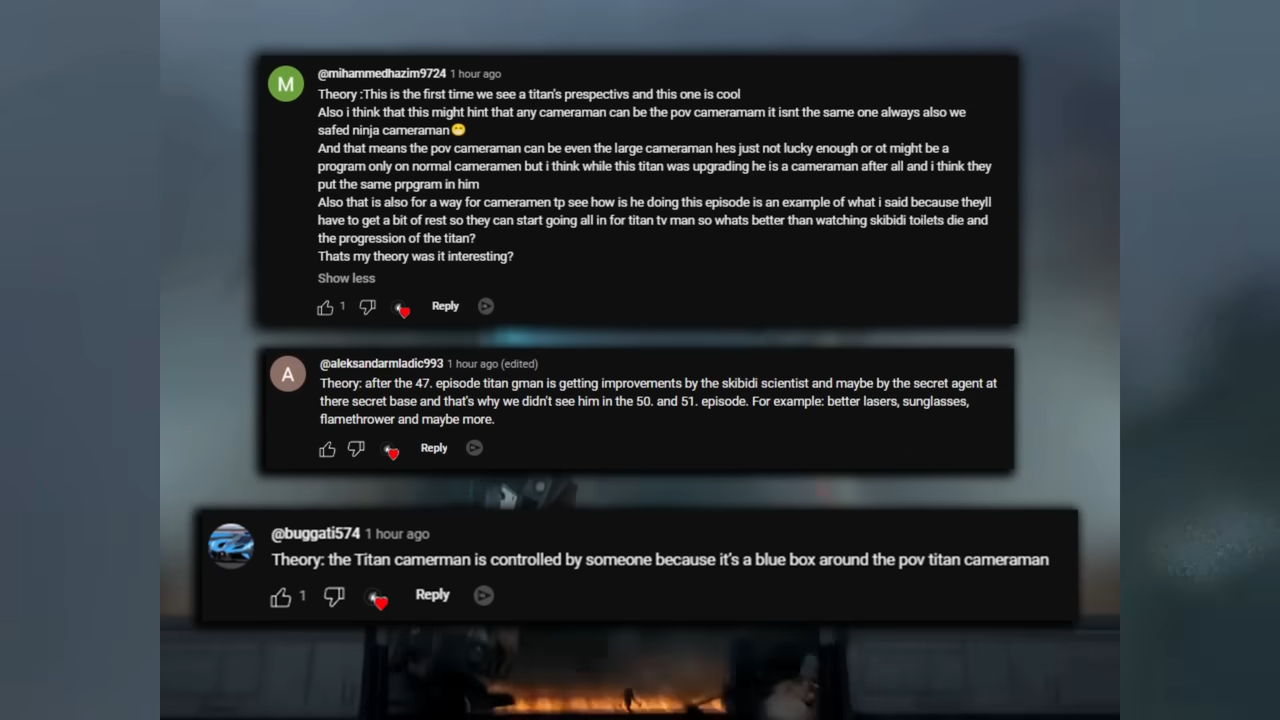 M
@mihammedhazim9724 1 hour ago
Theory :This is the first time we see a titan's prespectivs and this one is cool
Also i think that this might hint that any cameraman can be the pov cameramam it isnt the same one always also we
safed ninja cameraman😁
And that means the pov cameraman can be even the large cameraman hes just not lucky enough or ot might be a
program only on normal cameramen but i think while this titan was upgrading he is a cameraman after all and i think they
put the same prpgram in him
Also that is also for a way for cameramen tp see how is he doing this episode is an example of what i said because theyll
have to get a bit of rest so they can start going all in for titan tv man so whats better than watching skibidi toilets die and
the progression of the titan?
Thats my theory was it interesting?
Show less
1 Reply
A
@aleksandarmladic993 1 hour ago (edited)
Theory: after the 47. episode titan gman is getting improvements by the skibidi scientist and maybe by the secret agent at
there secret base and that's why we didn't see him in the 50. and 51. episode. For example: better lasers, sunglasses,
flamethrower and maybe more.
Reply
@buggati574 1 hour ago
Theory: the Titan camerman is controlled by someone because it's a blue box around the pov titan cameraman
1 Reply